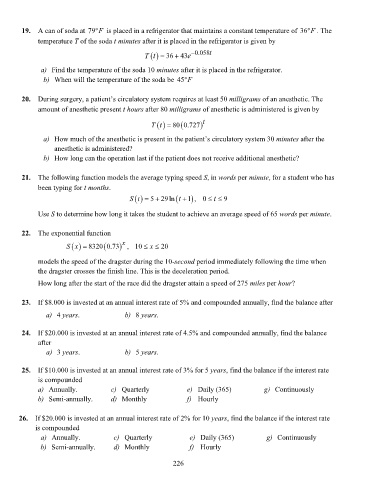 19. A can of soda at 79°F is placed in a refrigerator that maintains a constant temperature of 36°F. The
temperature T of the soda t minutes after it is placed in the refrigerator is given by
T(t) = 36 + 43e^−0.058t
a) Find the temperature of the soda 10 minutes after it is placed in the refrigerator.
b) When will the temperature of the soda be 45°F
20. During surgery, a patient's circulatory system requires at least 50 milligrams of an anesthetic. The
amount of anesthetic present t hours after 80 milligrams of anesthetic is administered is given by
T(t) = 80(0.727)^t
a) How much of the anesthetic is present in the patient's circulatory system 30 minutes after the
anesthetic is administered?
b) How long can the operation last if the patient does not receive additional anesthetic?
21. The following function models the average typing speed S, in words per minute, for a student who has
been typing for t months.
S(t) = 5 + 29 ln(t + 1), 0 ≤ t ≤ 9
Use S to determine how long it takes the student to achieve an average speed of 65 words per minute.
22. The exponential function
S(x) = 8320(0.73)^x, 10 ≤ x ≤ 20
models the speed of the dragster during the 10-second period immediately following the time when
the dragster crosses the finish line. This is the deceleration period.
How long after the start of the race did the dragster attain a speed of 275 miles per hour?
23. If $8.000 is invested at an annual interest rate of 5% and compounded annually, find the balance after
a) 4 years. b) 8 years.
24. If $20.000 is invested at an annual interest rate of 4.5% and compounded annually, find the balance
after
a) 3 years. b) 5 years.
25. If $10.000 is invested at an annual interest rate of 3% for 5 years, find the balance if the interest rate
is compounded
a) Annually. c) Quarterly e) Daily (365) g) Continuously
b) Semi-annually. d) Monthly f) Hourly
26. If $20.000 is invested at an annual interest rate of 2% for 10 years, find the balance if the interest rate
is compounded
a) Annually. c) Quarterly e) Daily (365) g) Continuously
b) Semi-annually. d) Monthly f) Hourly
226